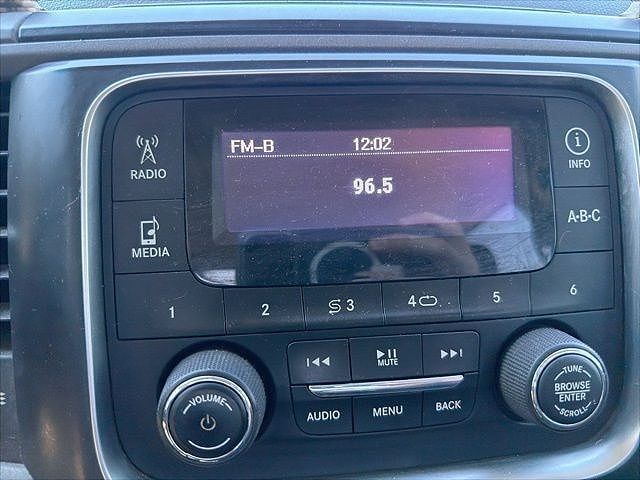 FM-B 12:02
96.5
RADIO
MEDIA
INFO
A-B-C
1 2 3 4 5 6
MUTE
AUDIO MENU BACK
VOLUME
TUNE
BROWSE
ENTER
SCROLL